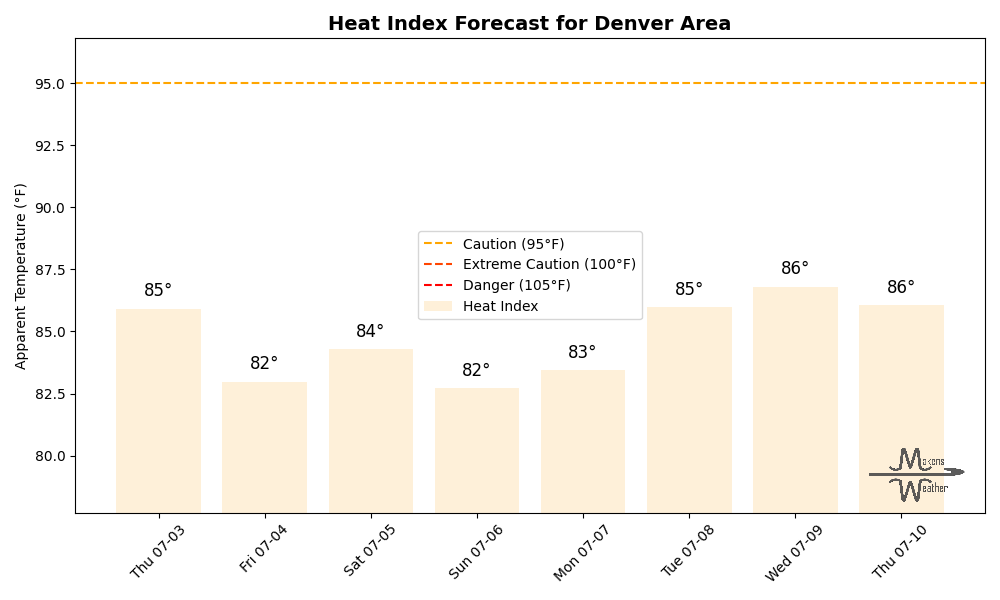 Heat Index Forecast for Denver Area
Apparent Temperature (°F)
95.0
92.5
90.0
87.5
85.0
82.5
80.0
Caution (95°F)
Extreme Caution (100°F)
Danger (105°F)
Heat Index
85°
82°
84°
82°
83°
85°
86°
86°
Thu 07-03
Fri 07-04
Sat 07-05
Sun 07-06
Mon 07-07
Tue 07-08
Wed 07-09
Thu 07-10
Weather